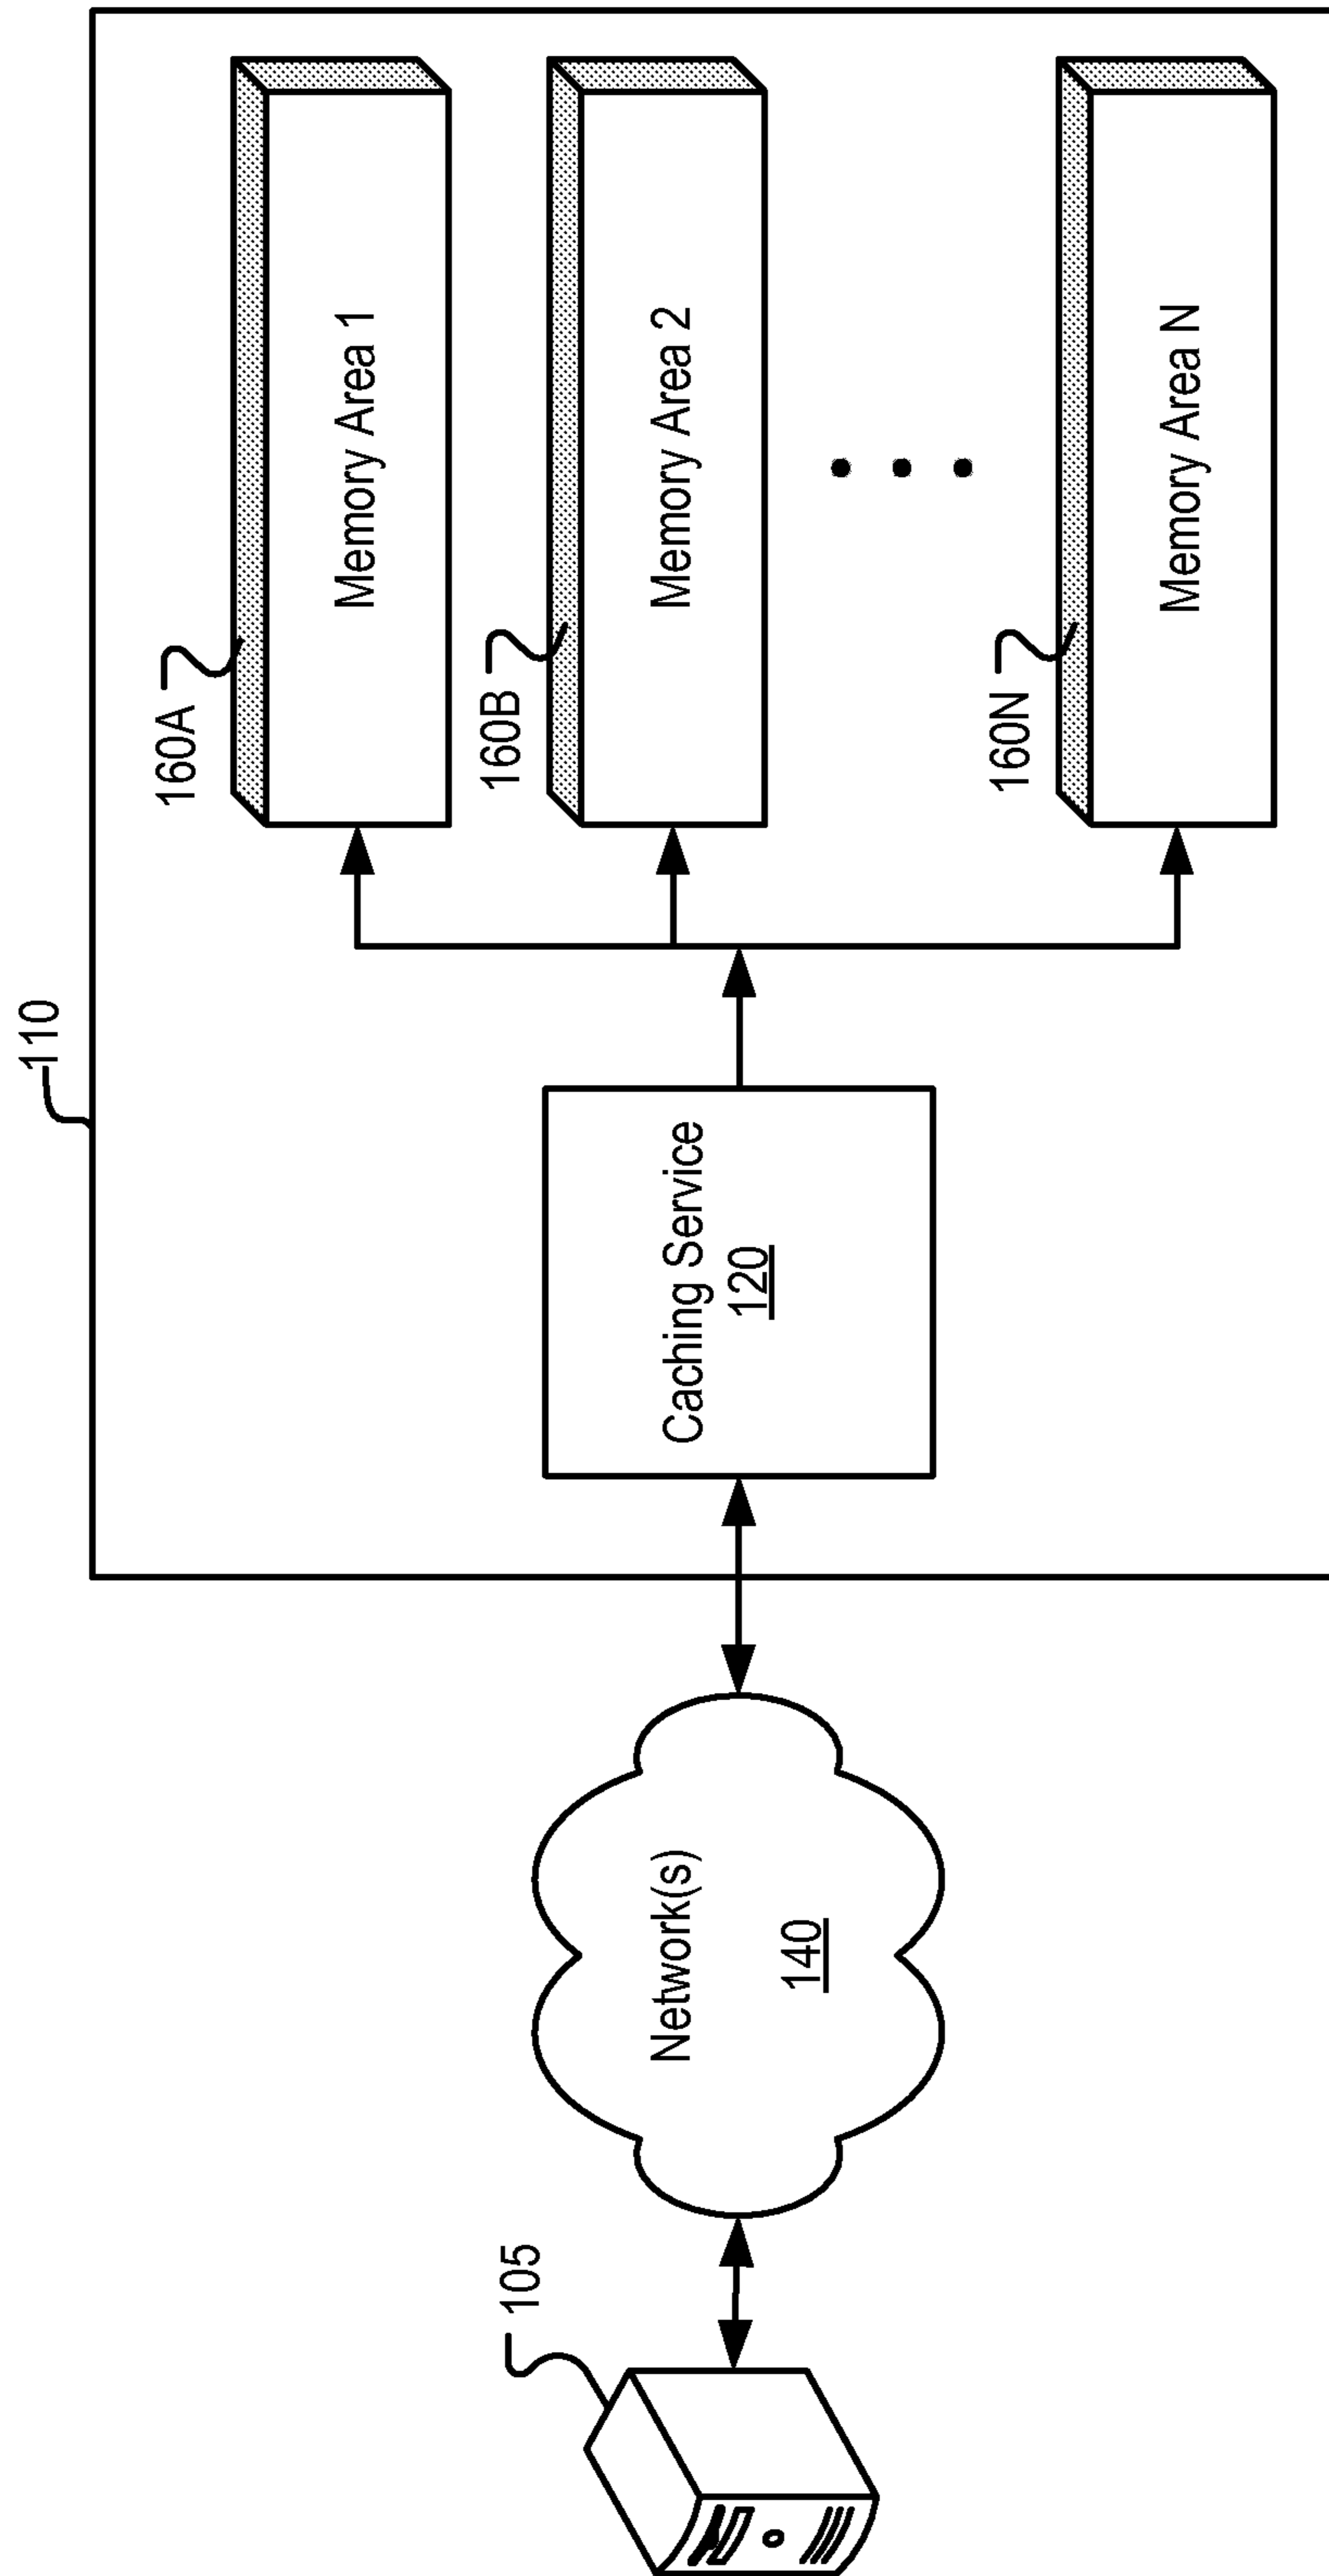 110
160A
Memory Area 1
160B
Memory Area 2
160N
Memory Area N
Caching Service
120
Network(s)
140
105